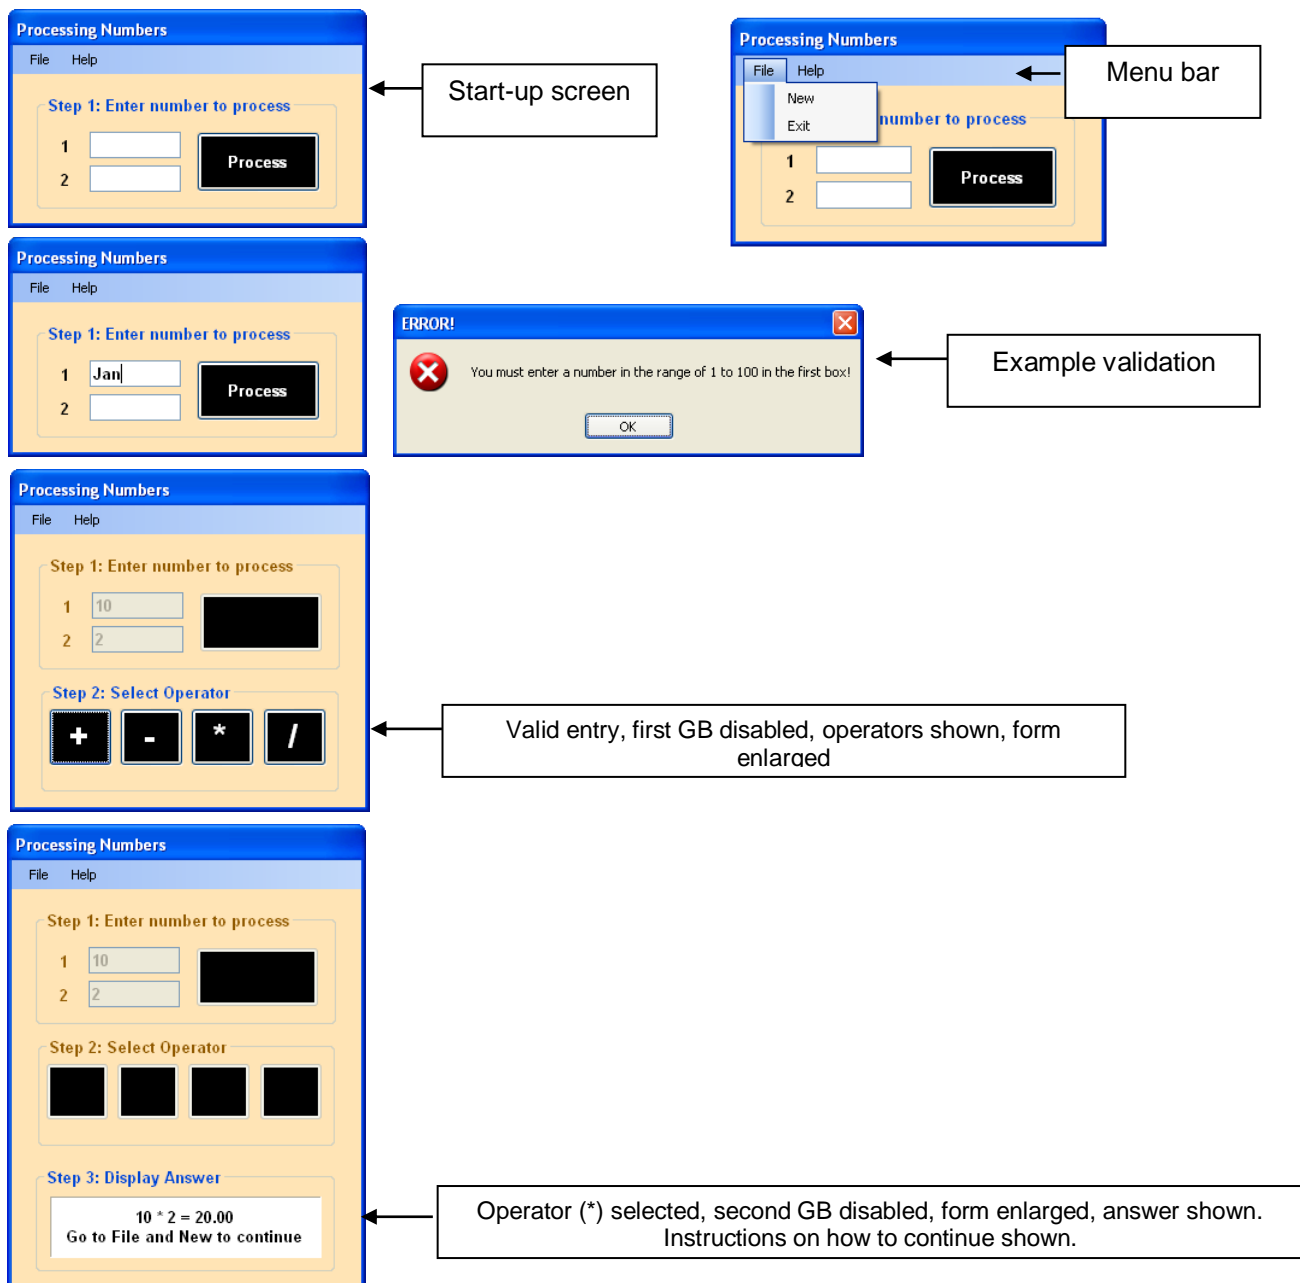 Processing Numbers
File Help
Step 1: Enter number to process
1
2
Process
Start-up screen
Processing Numbers
File Help
New
Exit
number to process
1
2
Process
Menu bar
Processing Numbers
File Help
Step 1: Enter number to process
1 Jan
2
Process
ERROR!
You must enter a number in the range of 1 to 100 in the first box!
OK
Example validation
Processing Numbers
File Help
Step 1: Enter number to process
1 10
2 2
Step 2: Select Operator
+ - * /
Valid entry, first GB disabled, operators shown, form
enlarged
Processing Numbers
File Help
Step 1: Enter number to process
1 10
2 2
Step 2: Select Operator
Step 3: Display Answer
10 * 2 = 20.00
Go to File and New to continue
Operator (*) selected, second GB disabled, form enlarged, answer shown.
Instructions on how to continue shown.